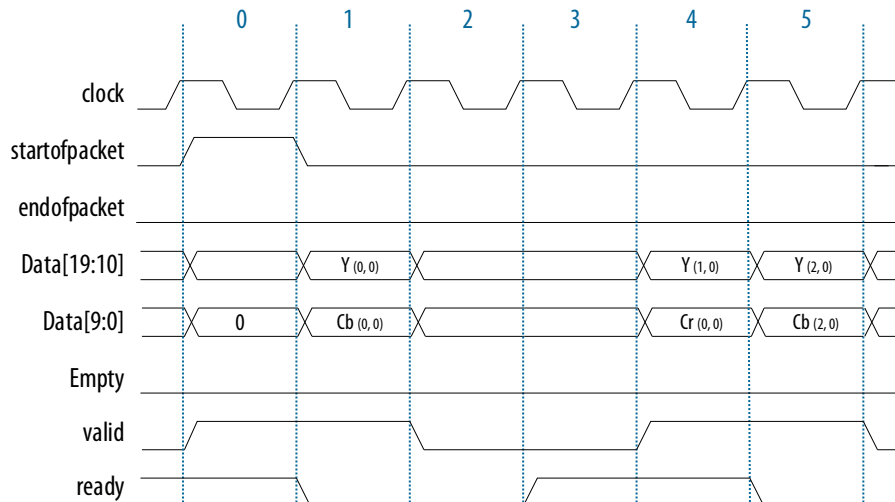 0 1 2 3 4 5
clock
startofpacket
endofpacket
Data[19:10] Y (0, 0) Y (1, 0) Y (2, 0)
Data[9:0] 0 Cb (0, 0) Cr (0, 0) Cb (2, 0)
Empty
valid
ready